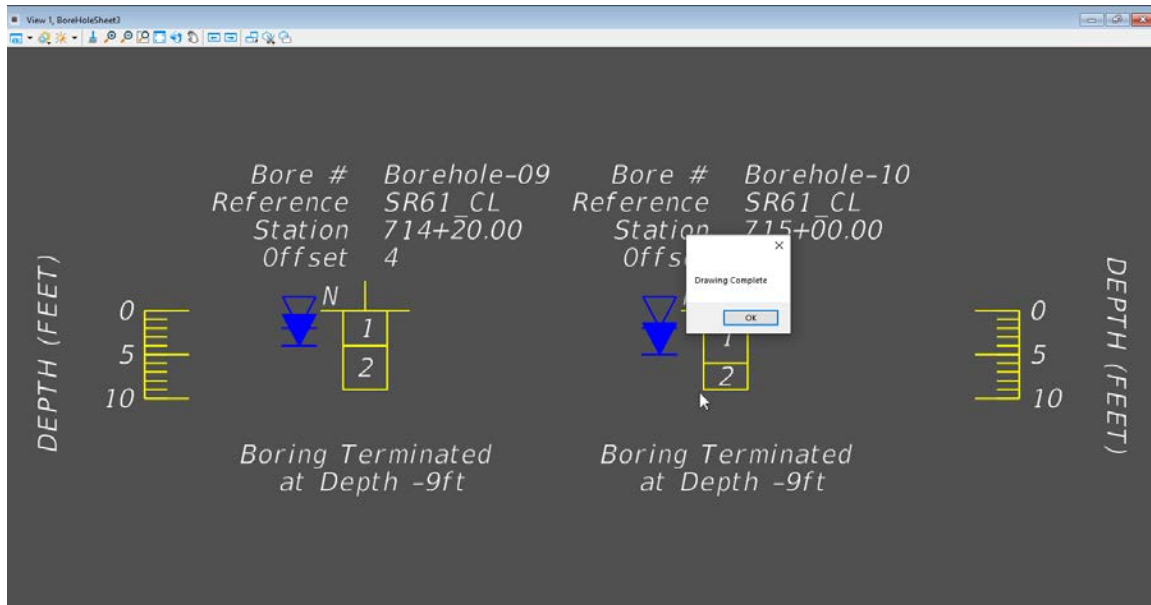 View 1, BoreHoleSheet3
Bore # Borehole-09
Reference SR61_CL
Station 714+20.00
Offset 4
Bore # Borehole-10
Reference SR61_CL
Station 715+00.00
Offs
Drawing Complete
OK
DEPTH (FEET)
0
5
10
N
1
2
1
2
0
5
10
DEPTH (FEET)
Boring Terminated
at Depth -9ft
Boring Terminated
at Depth -9ft